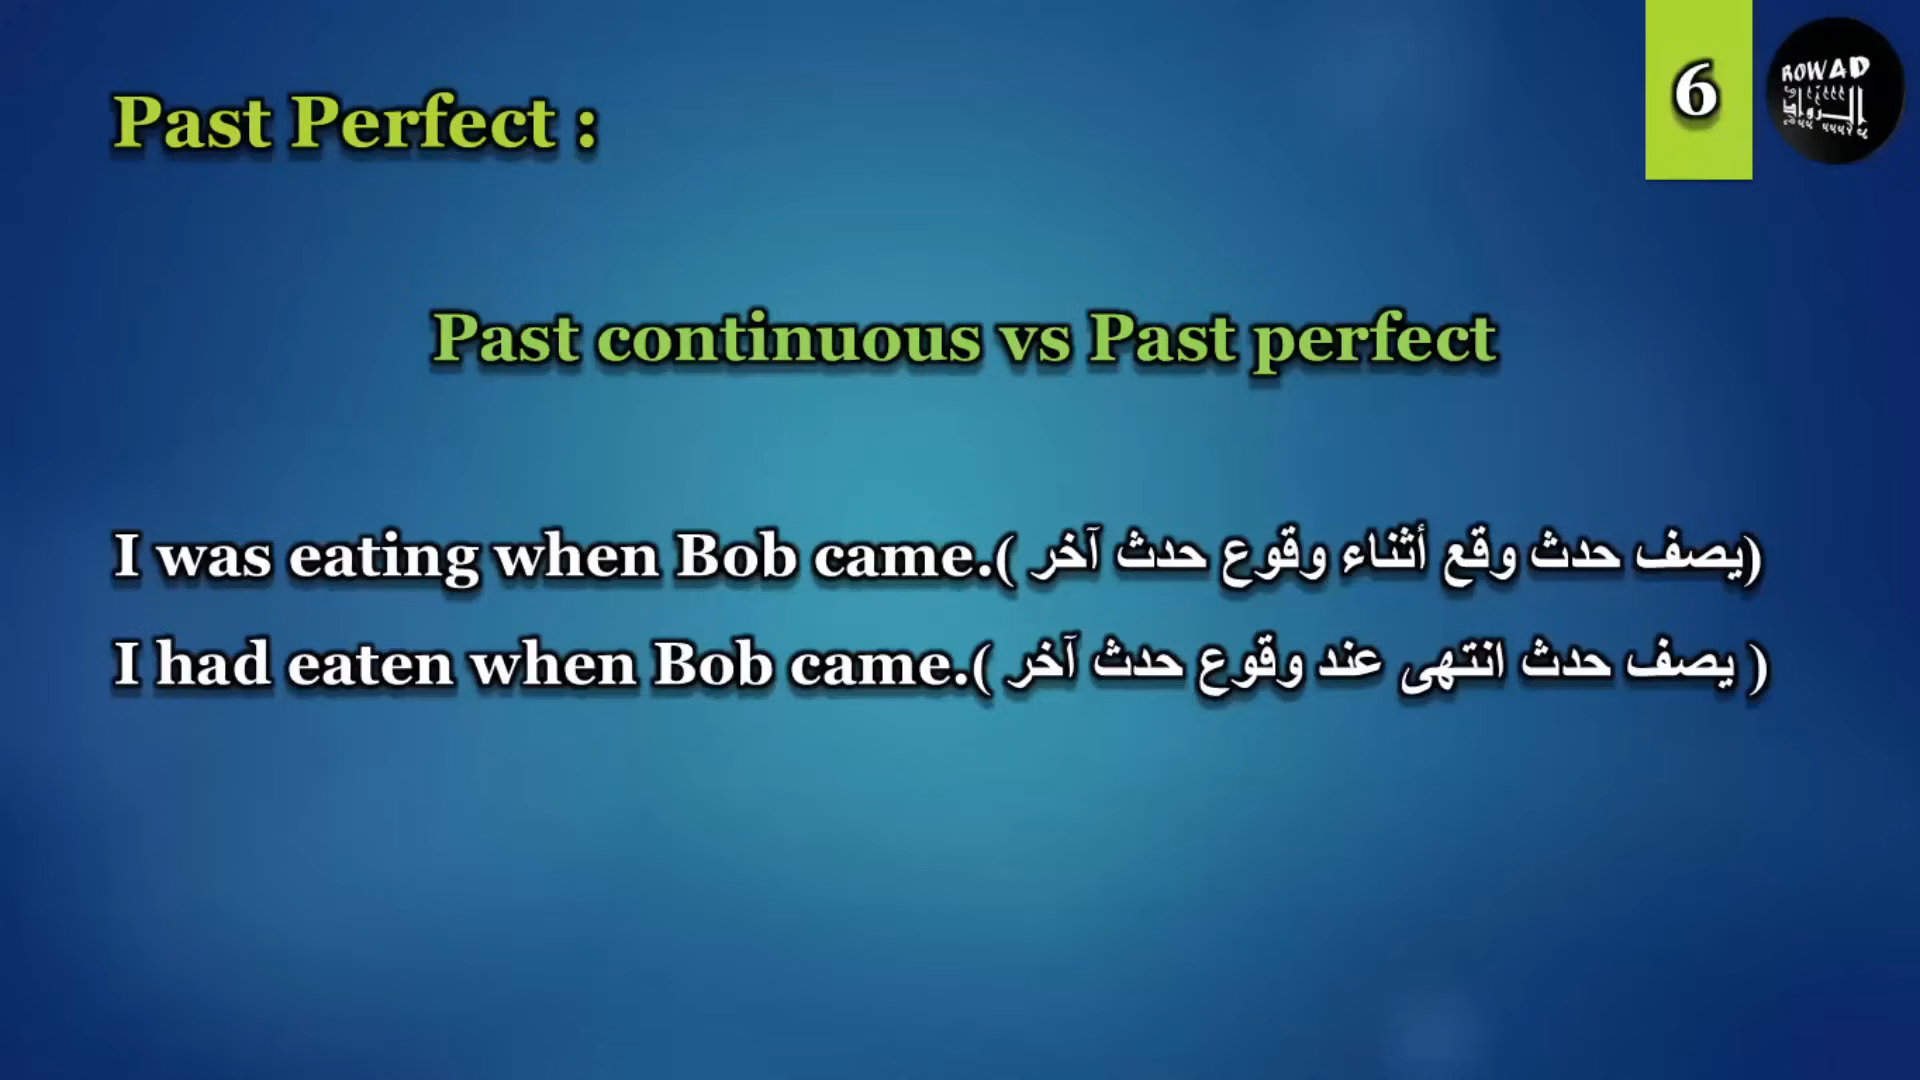 Past Perfect :
6
ROWAD
الرواد
Past continuous vs Past perfect
I was eating when Bob came.( يصف حدث وقع أثناء وقوع حدث آخر)
I had eaten when Bob came.( يصف حدث انتهى عند وقوع حدث آخر )